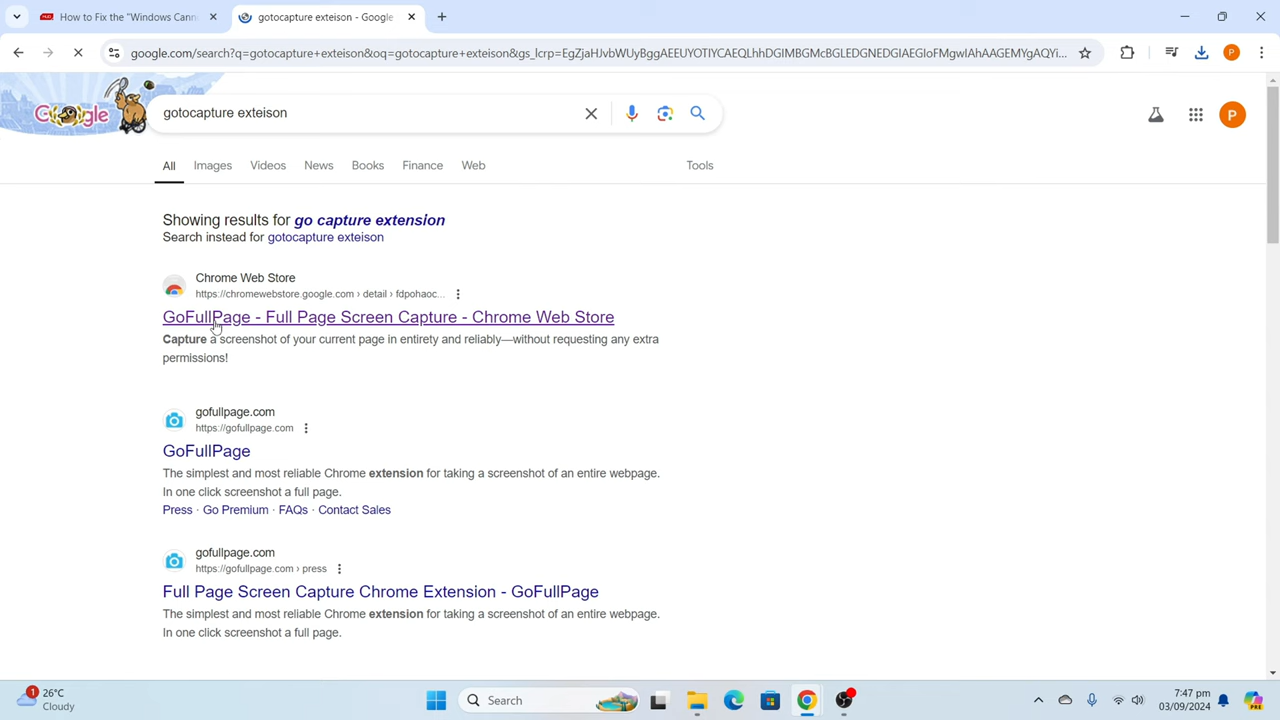 How to Fix the "Windows Cann
gotocapture exteison - Google
google.com/search?q=gotocapture+exteison&oq=gotocapture+exteison&gs_lcrp=EgZjaHJvbWUyBggAEEUYOTIYCAEQLhhDGIMBGMcBGLEDGNEDGIAEGIoFMgwIAhAAGEMYgAQYi...
P
Google
gotocapture exteison
P
All
Images
Videos
News
Books
Finance
Web
Tools
Showing results for go capture extension
Search instead for gotocapture exteison
Chrome Web Store
https://chromewebstore.google.com › detail › fdpohaoc...
GoFullPage - Full Page Screen Capture - Chrome Web Store
Capture a screenshot of your current page in entirety and reliably—without requesting any extra
permissions!
gofullpage.com
https://gofullpage.com
GoFullPage
The simplest and most reliable Chrome extension for taking a screenshot of an entire webpage.
In one click screenshot a full page.
Press · Go Premium · FAQs · Contact Sales
gofullpage.com
https://gofullpage.com › press
Full Page Screen Capture Chrome Extension - GoFullPage
The simplest and most reliable Chrome extension for taking a screenshot of an entire webpage.
In one click screenshot a full page.
1
26°C
Cloudy
Search
7:47 pm
03/09/2024
PRE